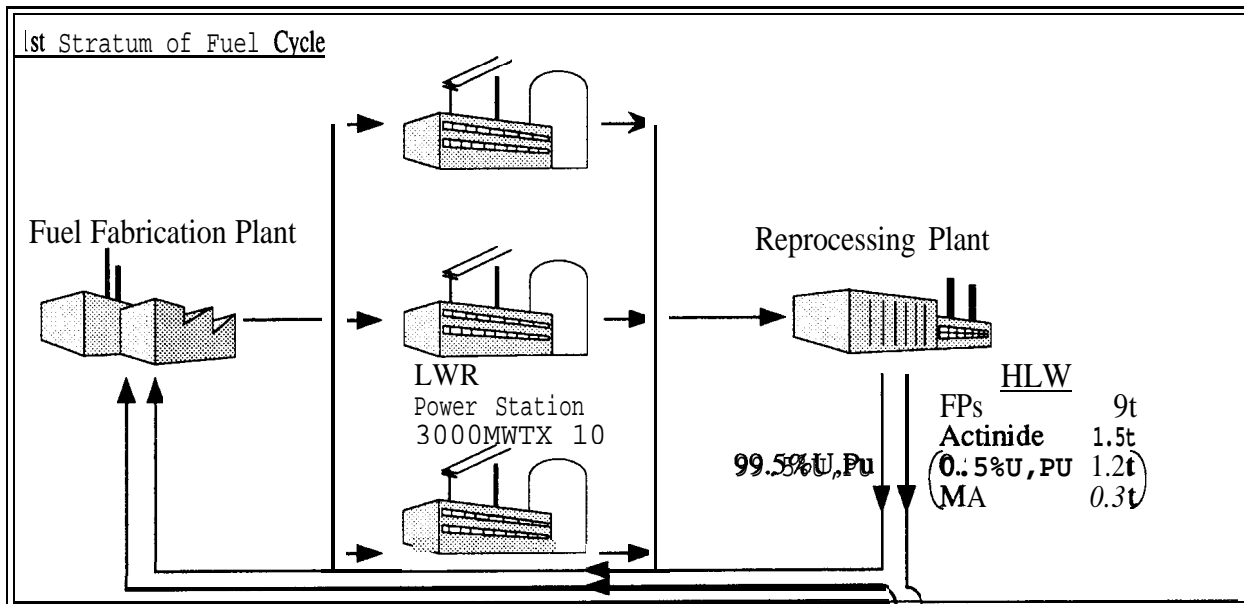 1st Stratum of Fuel Cycle
Fuel Fabrication Plant
Reprocessing Plant
LWR
Power Station
3000MWTX 10
HLW
FPs 9t
Actinide 1.5t
99.5%U,Pu
(0.5%U,PU 1.2t
MA 0.3t)